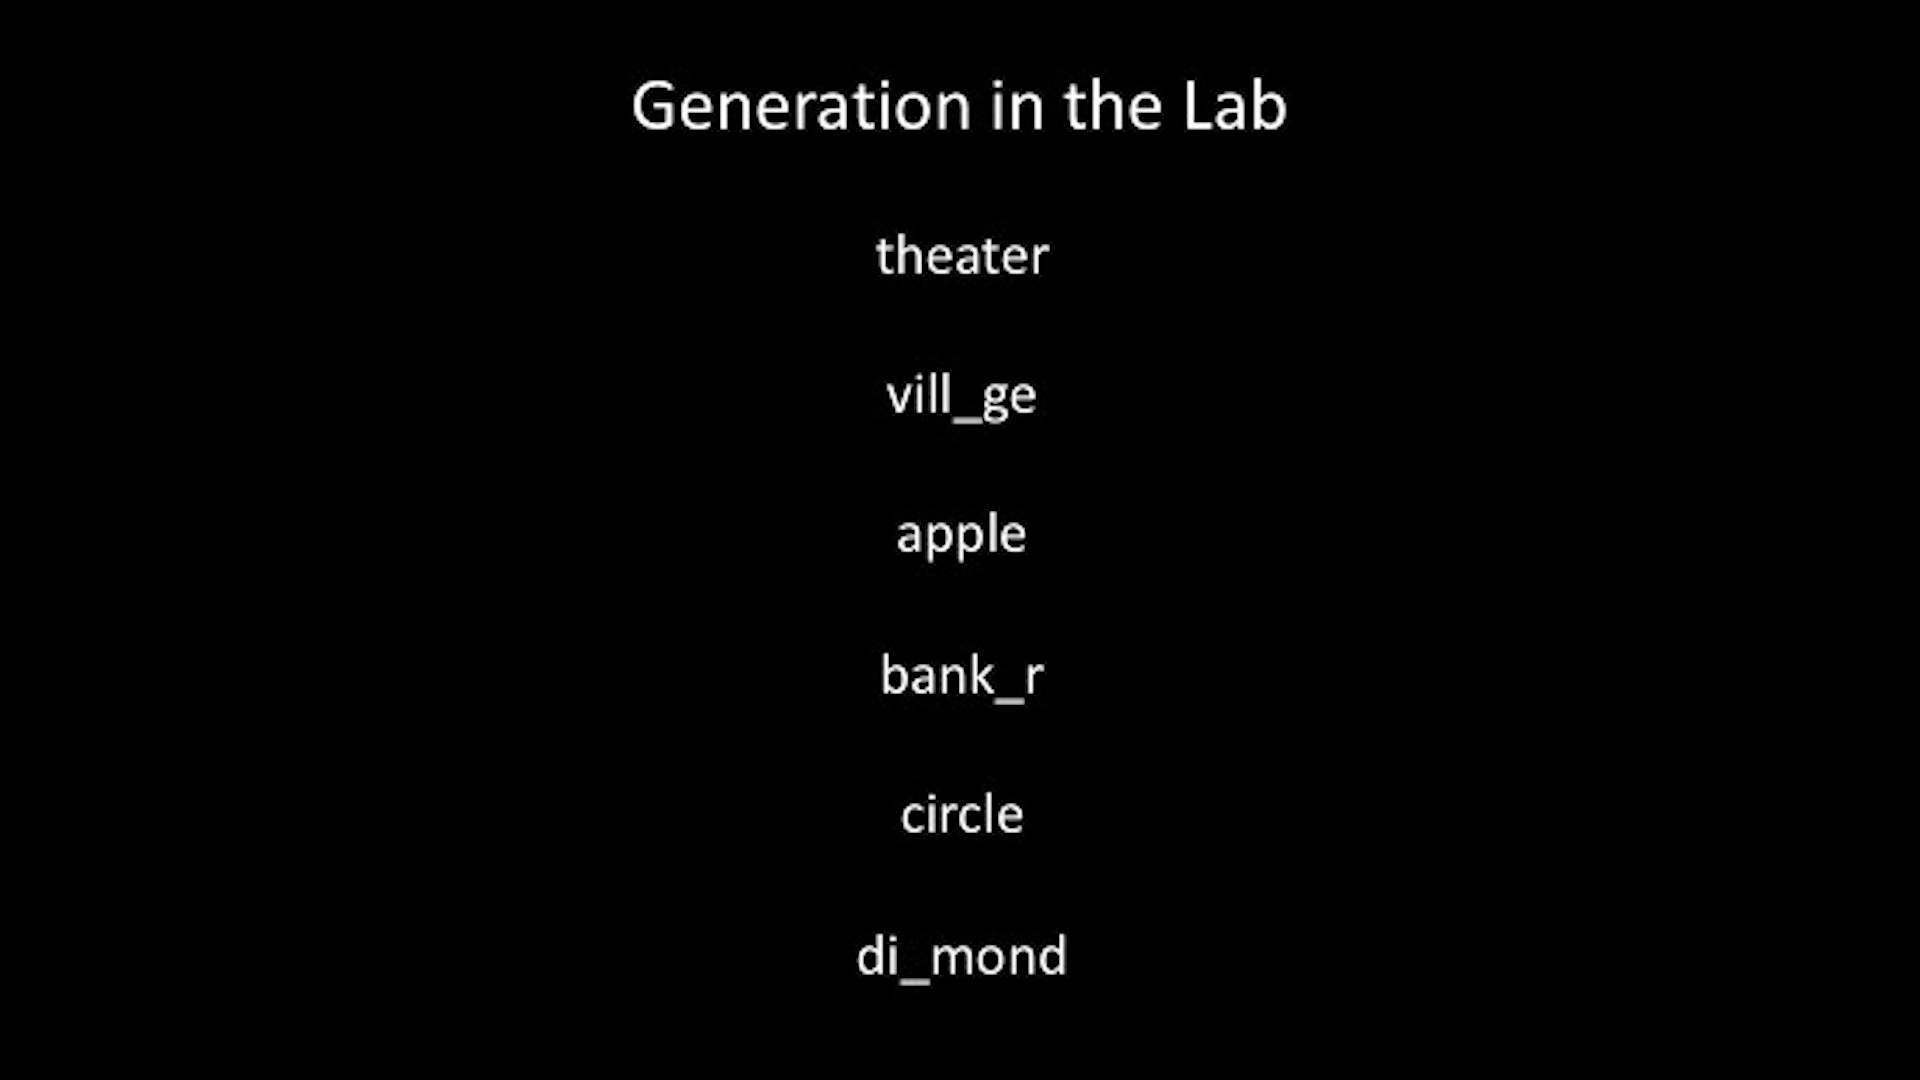 Generation in the Lab
theater
vill_ge
apple
bank_r
circle
di_mond